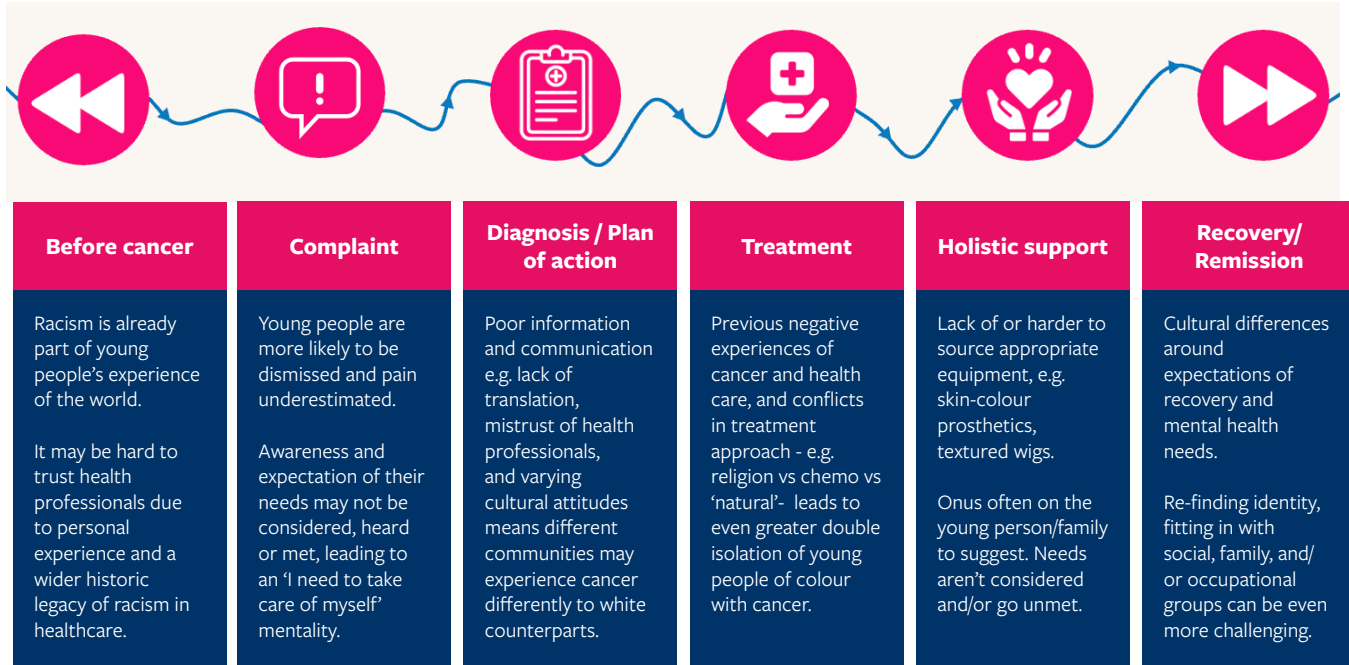 Before cancer
Racism is already
part of young
people's experience
of the world.
It may be hard to
trust health
professionals due
to personal
experience and a
wider historic
legacy of racism in
healthcare.
Complaint
Young people are
more likely to be
dismissed and pain
underestimated.
Awareness and
expectation of their
needs may not be
considered, heard
or met, leading to
an ‘I need to take
care of myself’
mentality.
Diagnosis / Plan
of action
Poor information
and communication
e.g. lack of
translation,
mistrust of health
professionals,
and varying
cultural attitudes
means different
communities may
experience cancer
differently to white
counterparts.
Treatment
Previous negative
experiences of
cancer and health
care, and conflicts
in treatment
approach - e.g.
religion vs chemo vs
‘natural’-  leads to
even greater double
isolation of young
people of colour
with cancer.
Holistic support
Lack of or harder to
source appropriate
equipment, e.g.
skin-colour
prosthetics,
textured wigs.
Onus often on the
young person/family
to suggest. Needs
aren’t considered
and/or go unmet.
Recovery/
Remission
Cultural differences
around
expectations of
recovery and
mental health
needs.
Re-finding identity,
fitting in with
social, family, and/
or occupational
groups can be even
more challenging.